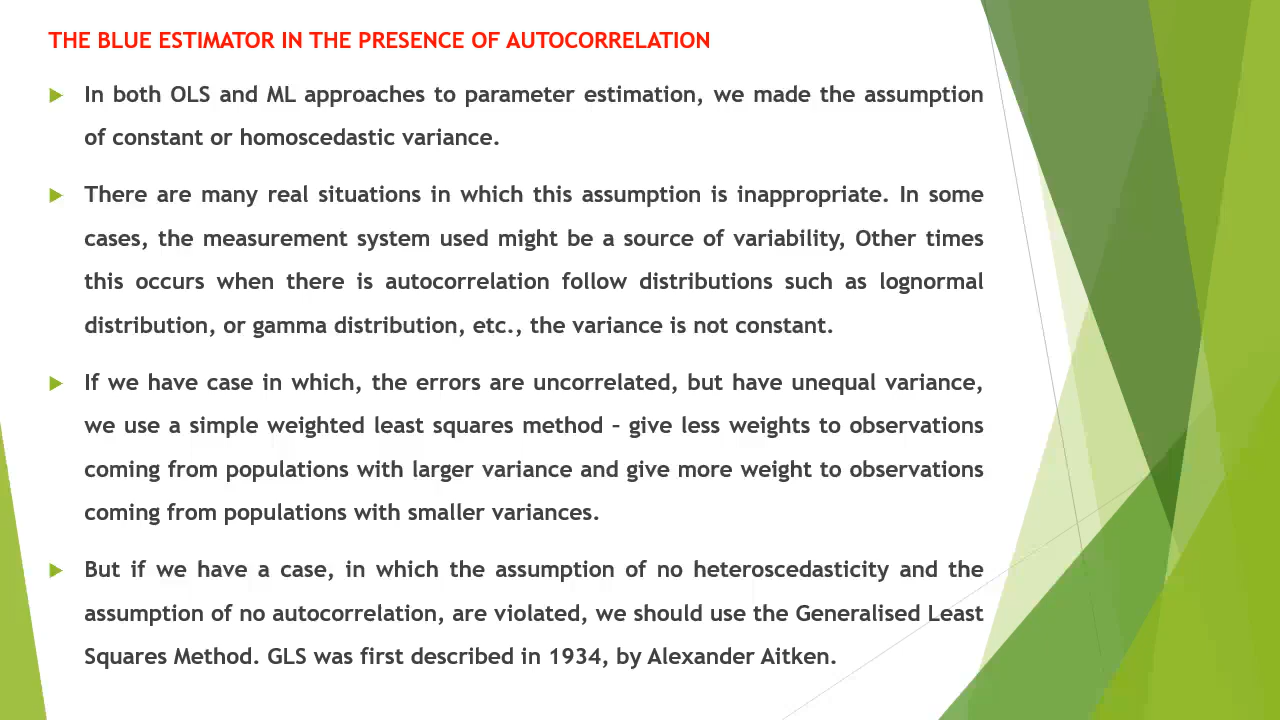 THE BLUE ESTIMATOR IN THE PRESENCE OF AUTOCORRELATION
In both OLS and ML approaches to parameter estimation, we made the assumption
of constant or homoscedastic variance.
There are many real situations in which this assumption is inappropriate. In some
cases, the measurement system used might be a source of variability, Other times
this occurs when there is autocorrelation follow distributions such as lognormal
distribution, or gamma distribution, etc., the variance is not constant.
If we have case in which, the errors are uncorrelated, but have unequal variance,
we use a simple weighted least squares method – give less weights to observations
coming from populations with larger variance and give more weight to observations
coming from populations with smaller variances.
But if we have a case, in which the assumption of no heteroscedasticity and the
assumption of no autocorrelation, are violated, we should use the Generalised Least
Squares Method. GLS was first described in 1934, by Alexander Aitken.